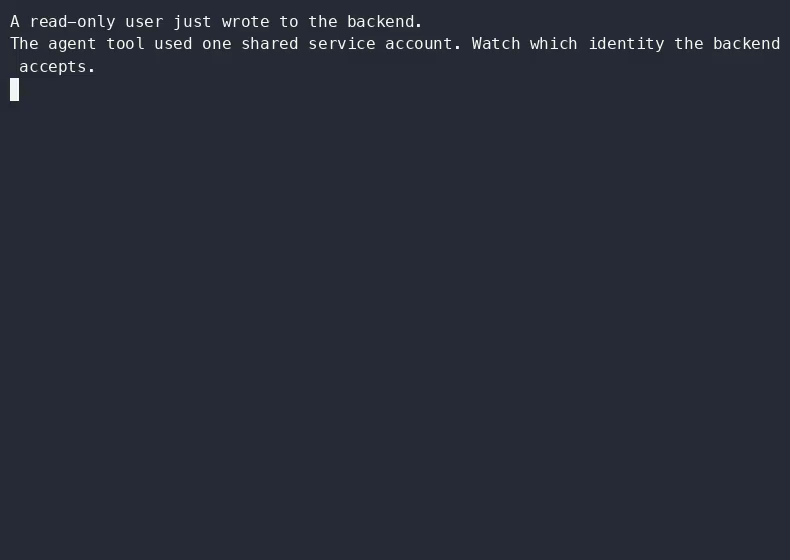 A read-only user just wrote to the backend.
The agent tool used one shared service account. Watch which identity the backend
accepts.